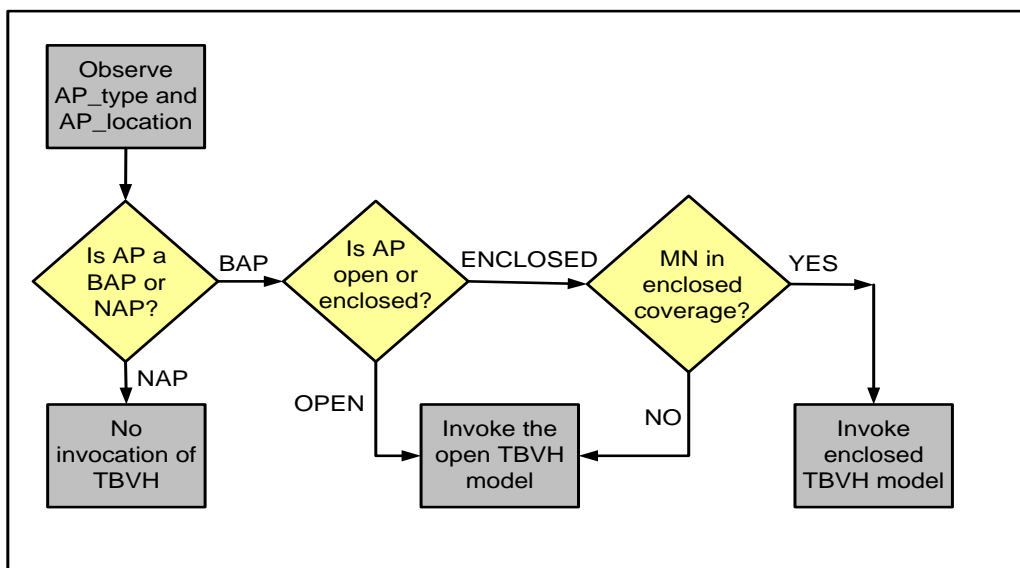 Observe
AP_type and
AP_location
Is AP a
BAP or
NAP?
BAP
Is AP
open or
enclosed?
ENCLOSED
MN in
enclosed
coverage?
YES
NAP
OPEN
NO
No
invocation of
TBVH
Invoke the
open TBVH
model
Invoke
enclosed
TBVH model